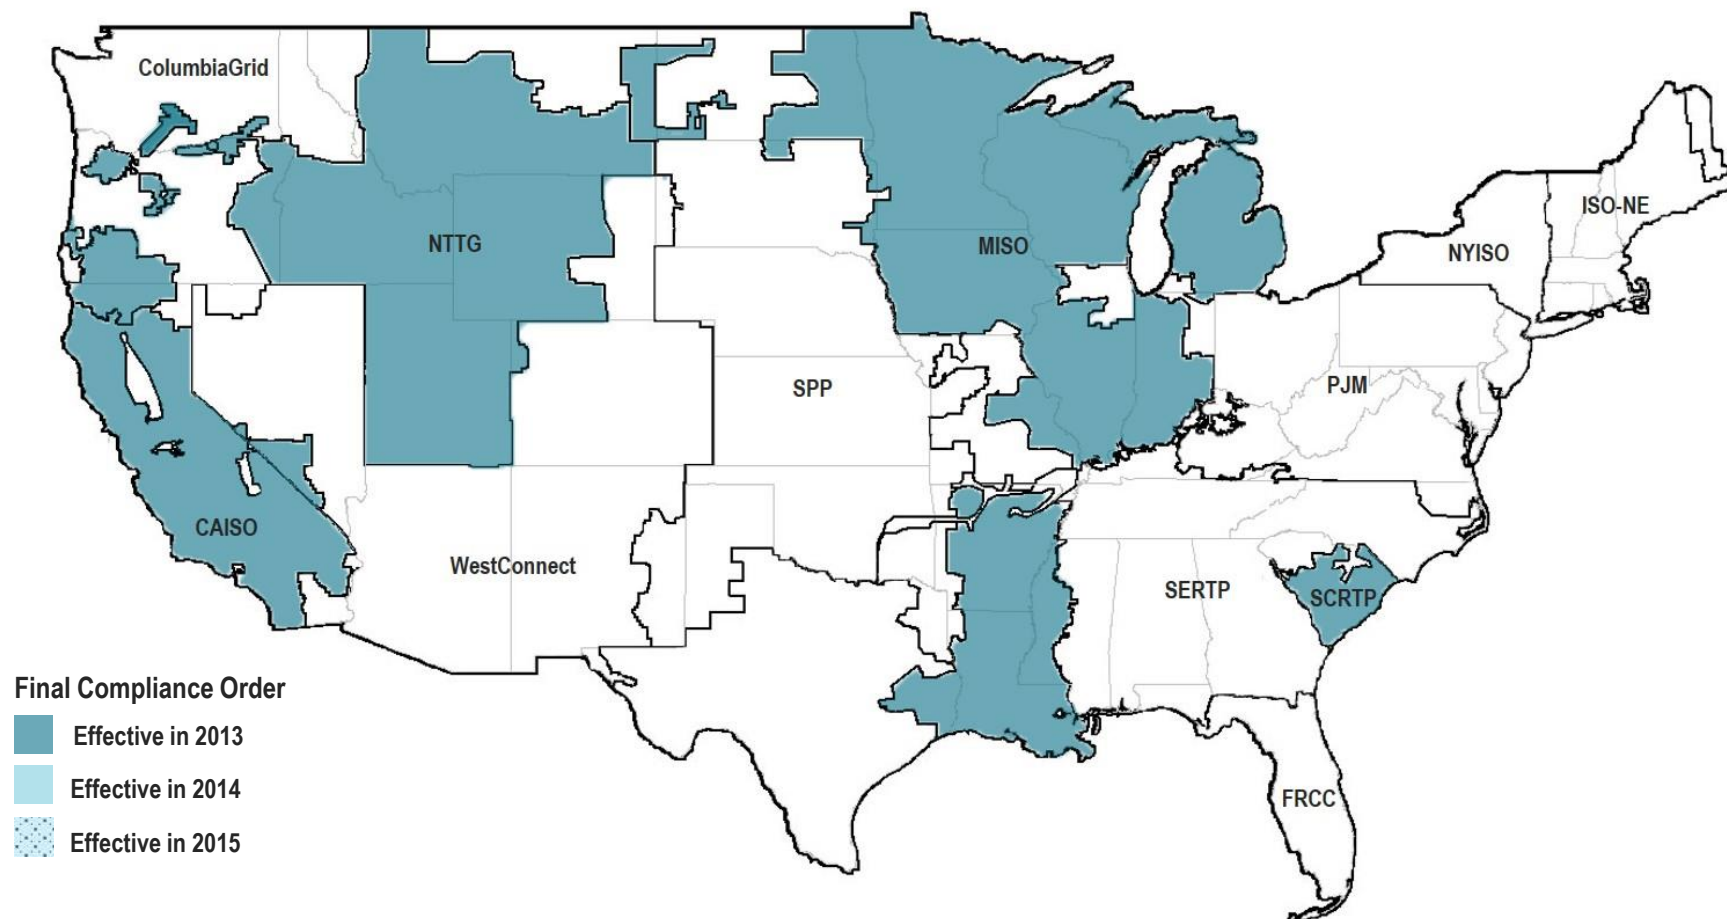 ColumbiaGrid
ISO-NE
NTTG
MISO
NYISO
SPP
PJM
CAISO
WestConnect
SERTP
SCRTP
Final Compliance Order
Effective in 2013
Effective in 2014
FRCC
Effective in 2015